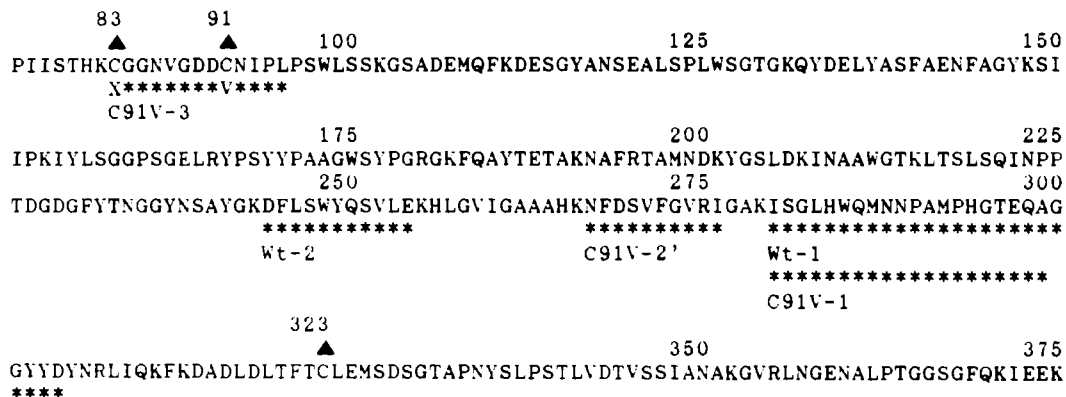 83 91
▲ ▲ 100 125 150
PIISTHKCGGNVGDDCNIPLPSWLSSKGSADEMQFKDESGYANSEALSPLWSGTGKQYDELYASFAENFAGYKSI
X*******V****
C91V-3
175 200 225
IPKIYLSGGPSGELRYPSYYPAAGWSYPGRGKFQAYTETAKNAFRTAMNDKYGSLDKINAAWGTKLTSLSQINPP
250 275 300
TDGDGFYTNGGYNSAYGKDFLSWYQSVLEKHLGVIGAAAHKNFDSVFGVRIGAKISGLHWQMNNPAMPHGTEQAG
*********** ********** *********************
Wt-2 C91V-2' Wt-1
********************
C91V-1
323
▲ 350 375
GYYDYNRLIQKFKDADLDLTFTCLEMSDSGTAPNYSLPSTLVDTVSSIANAKGVRLNGENALPTGGSGFQKIEEK
****